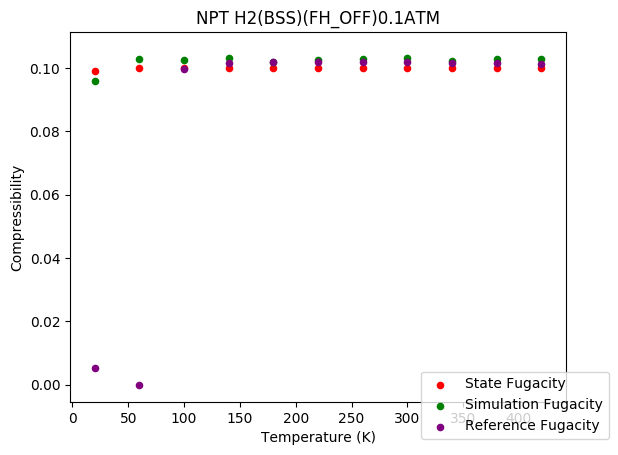 NPT H2(BSS)(FH_OFF)0.1ATM
Compressibility
0.10
0.08
0.06
0.04
0.02
0.00
0 50 100 150 200 250 300 350 400
Temperature (K)
State Fugacity
Simulation Fugacity
Reference Fugacity